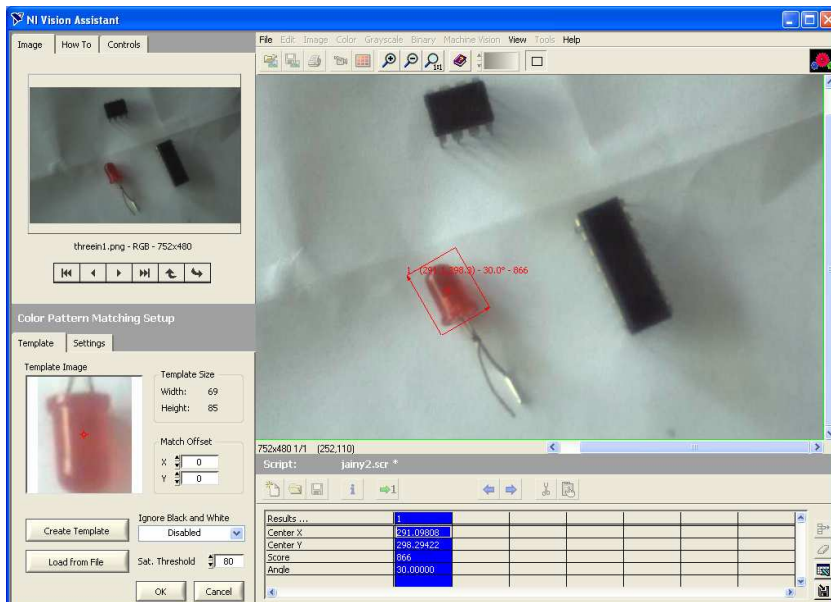 NI Vision Assistant
Image How To Controls
threein1.png - RGB - 752x480
Color Pattern Matching Setup
Template Settings
Template Image
Template Size
Width: 69
Height: 85
Match Offset
X 0
Y 0
Create Template
Load from File
Ignore Black and White
Disabled
Sat. Threshold 80
OK Cancel
File Edit Image Color Grayscale Binary Machine Vision View Tools Help
1:1
- 30.0° - 866
752x480 1/1 (252,110)
Script: jainy2.scr *
1
Results ... 1
Center X 291.09808
Center Y 298.29422
Score 866
Angle 30.00000